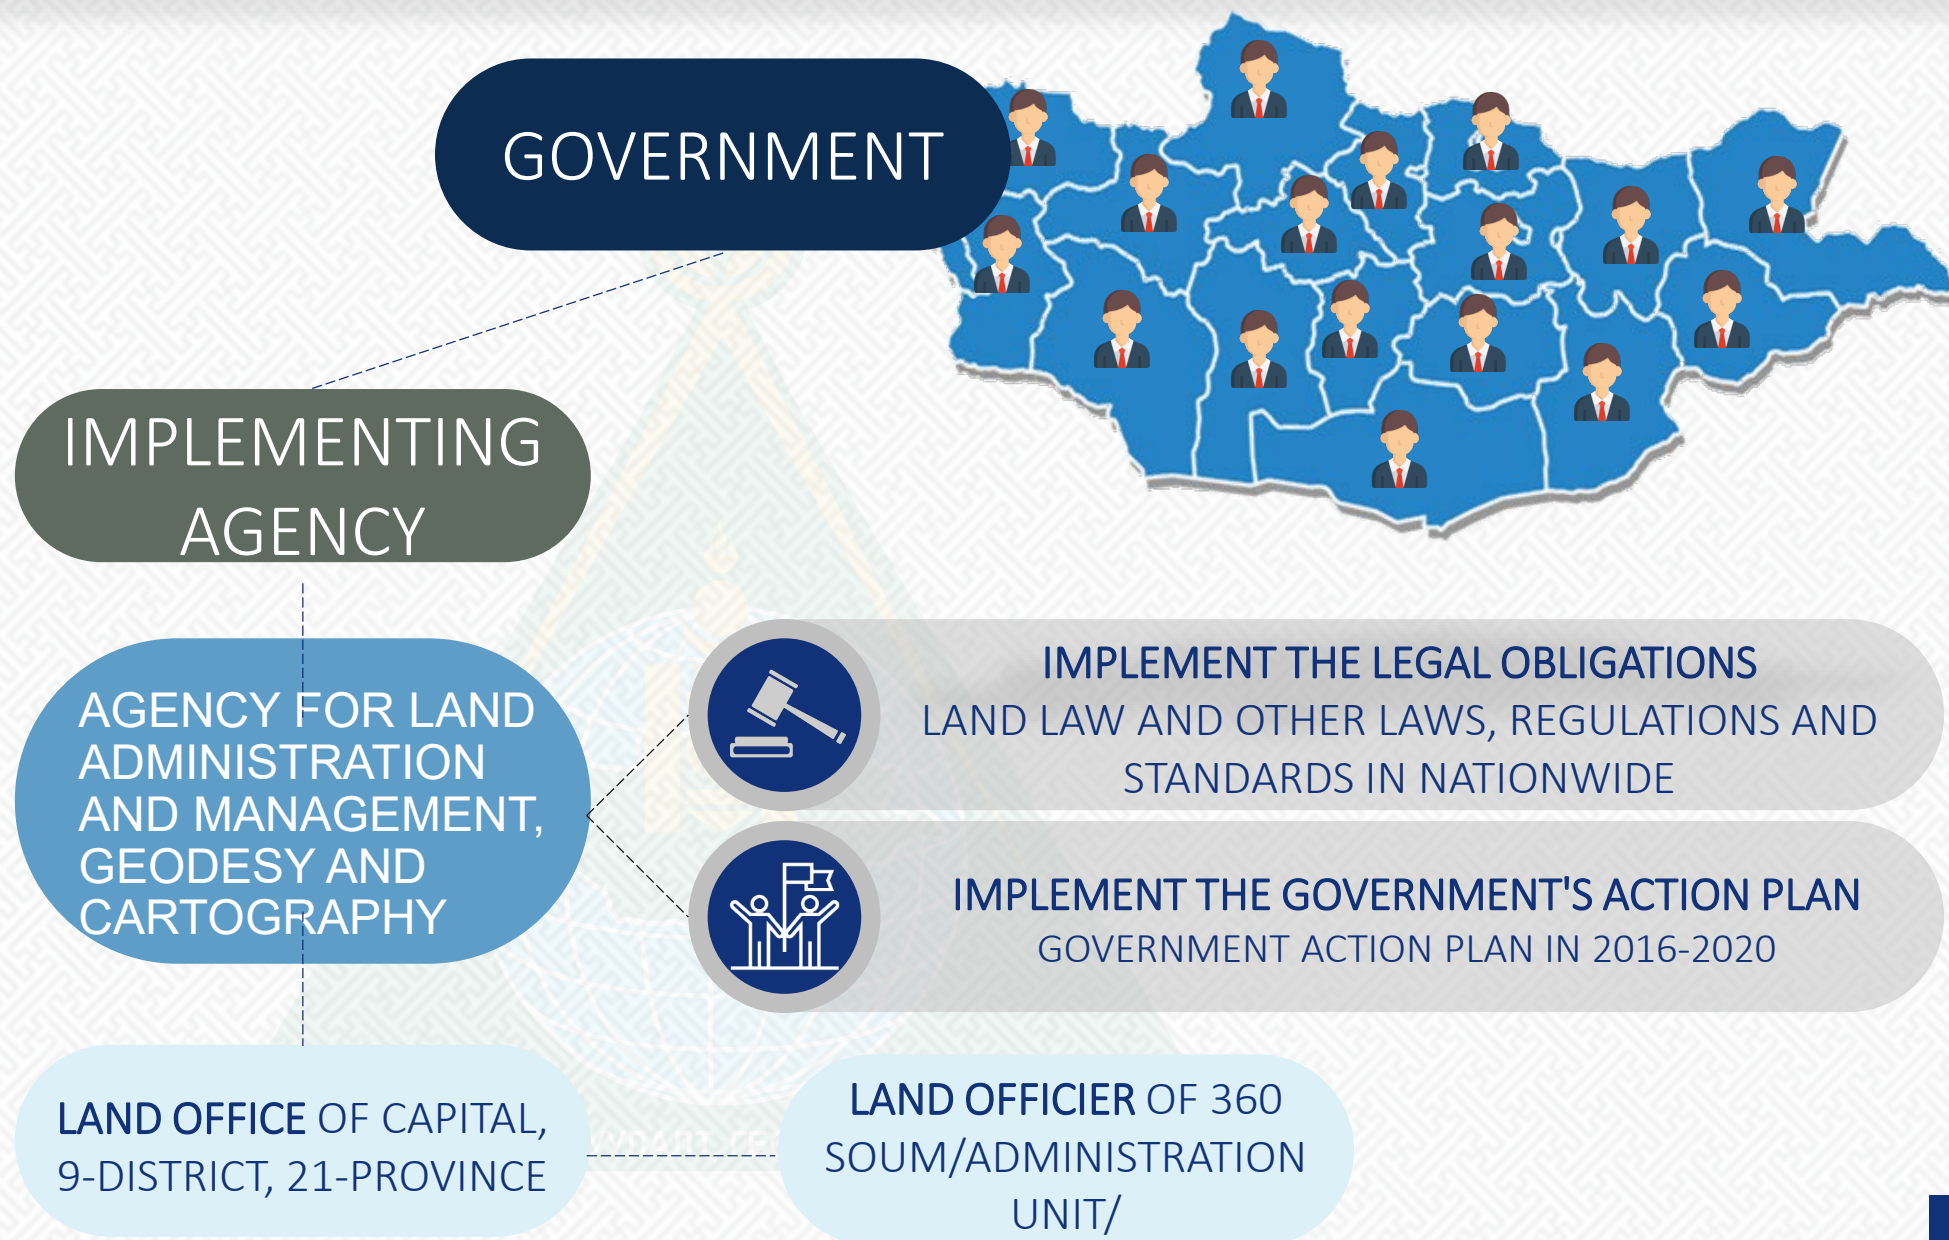 GOVERNMENT
IMPLEMENTING
AGENCY
AGENCY FOR LAND
ADMINISTRATION
AND MANAGEMENT,
GEODESY AND
CARTOGRAPHY
IMPLEMENT THE LEGAL OBLIGATIONS
LAND LAW AND OTHER LAWS, REGULATIONS AND
STANDARDS IN NATIONWIDE
IMPLEMENT THE GOVERNMENT'S ACTION PLAN
GOVERNMENT ACTION PLAN IN 2016-2020
LAND OFFICE OF CAPITAL,
9-DISTRICT, 21-PROVINCE
LAND OFFICIER OF 360
SOUM/ADMINISTRATION
UNIT/